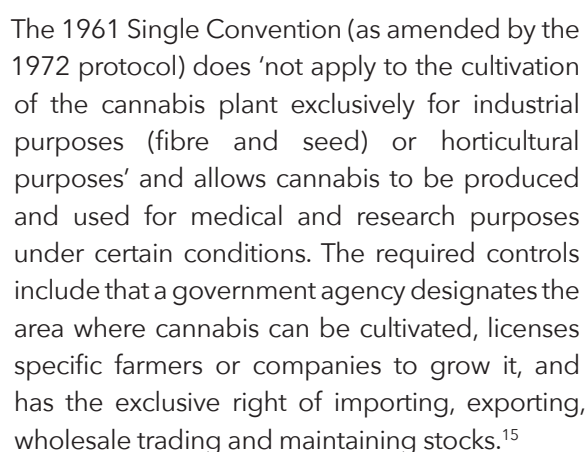 The 1961 Single Convention (as amended by the
1972 protocol) does ‘not apply to the cultivation
of the cannabis plant exclusively for industrial
purposes (fibre and seed) or horticultural
purposes’ and allows cannabis to be produced
and used for medical and research purposes
under certain conditions. The required controls
include that a government agency designates the
area where cannabis can be cultivated, licenses
specific farmers or companies to grow it, and
has the exclusive right of importing, exporting,
wholesale trading and maintaining stocks.¹⁵